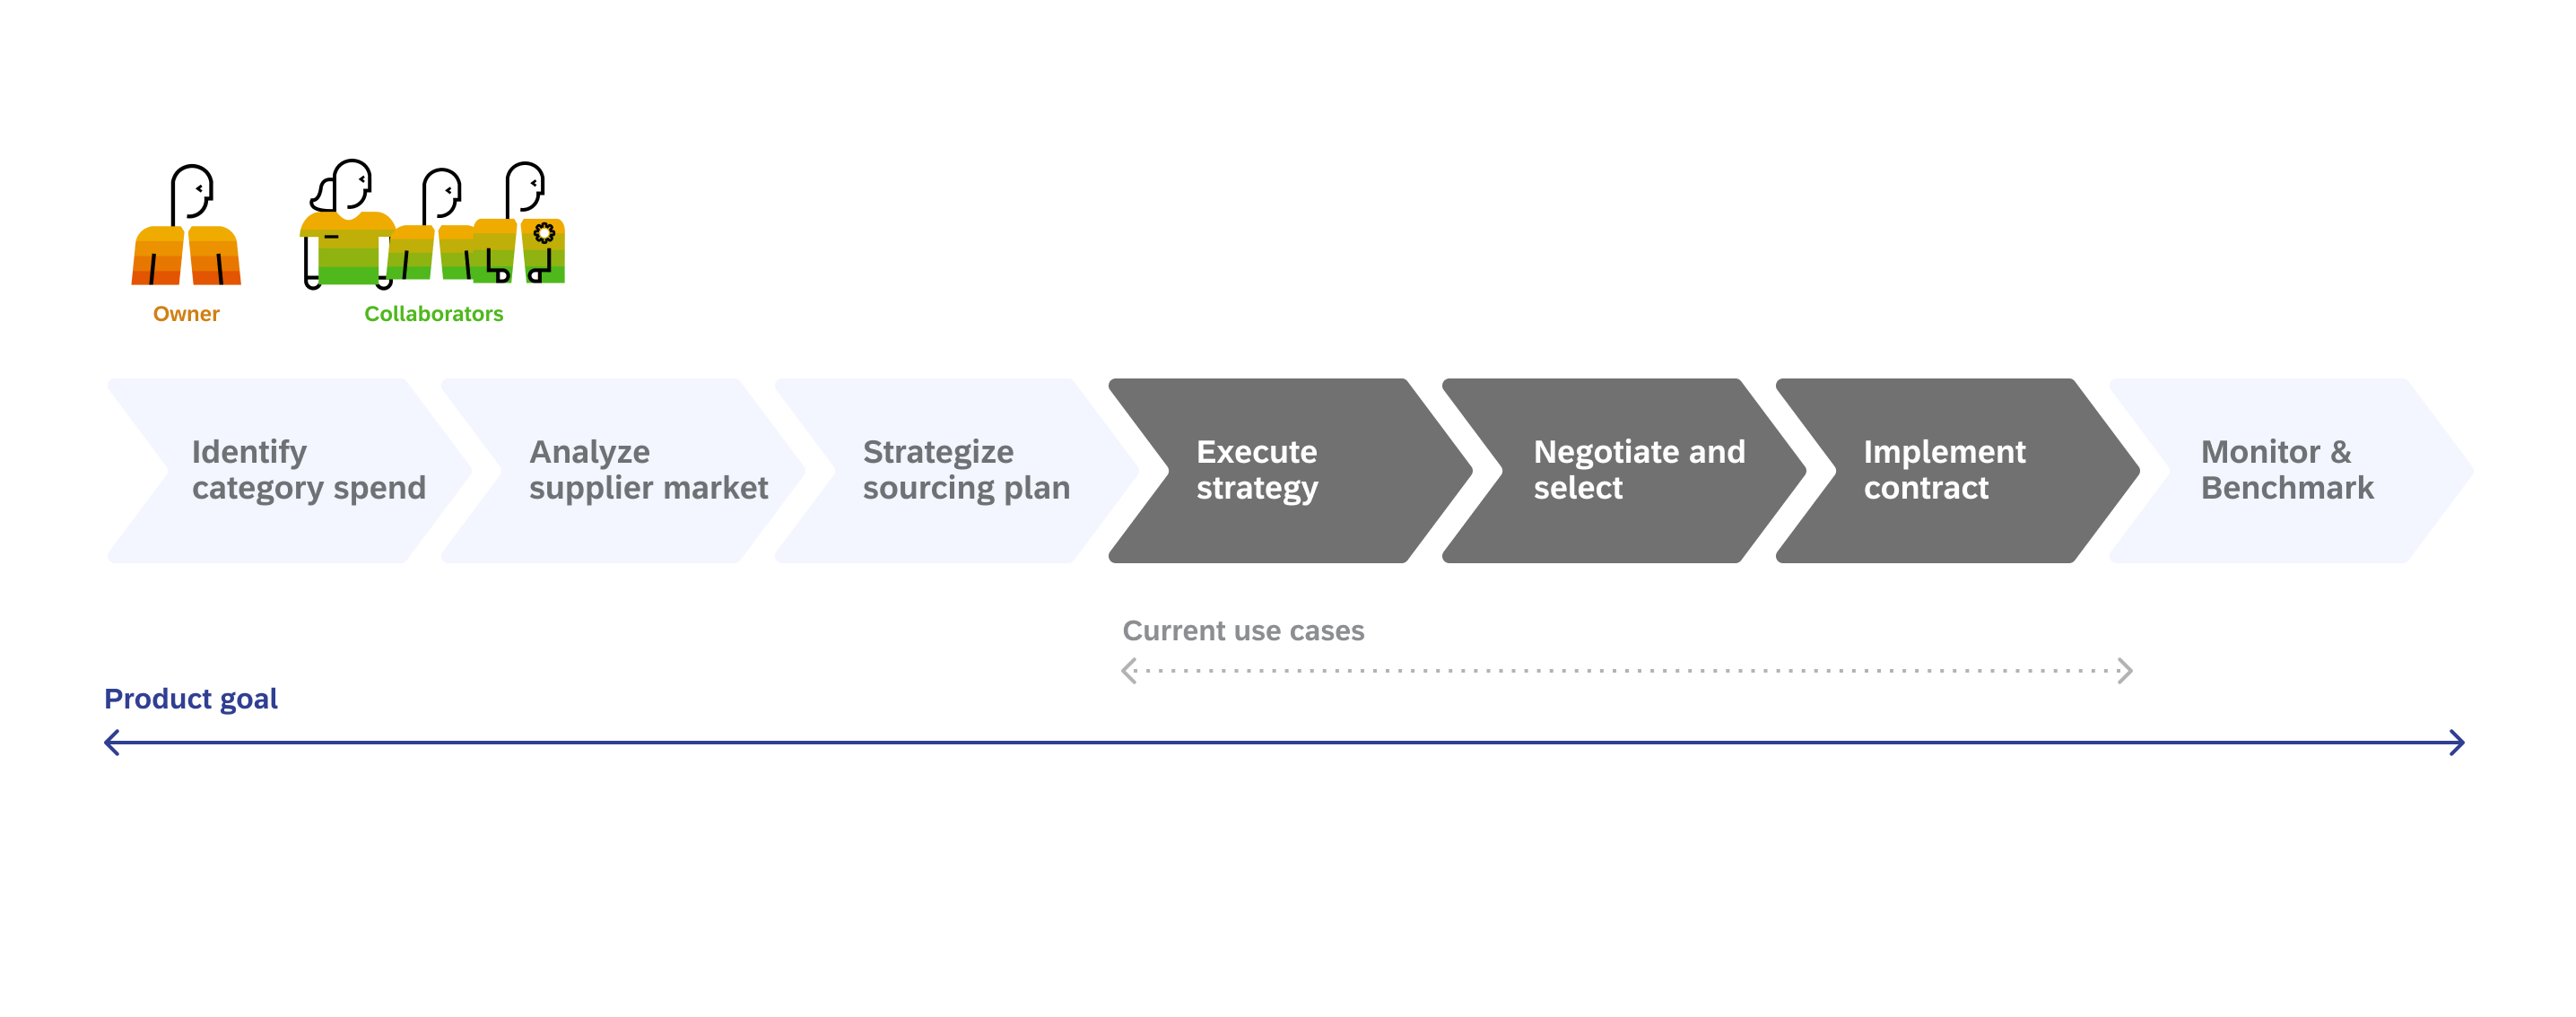 Owner
Collaborators
Identify
category spend
Analyze
supplier market
Strategize
sourcing plan
Execute
strategy
Negotiate and
select
Implement
contract
Monitor &
Benchmark
Current use cases
Product goal